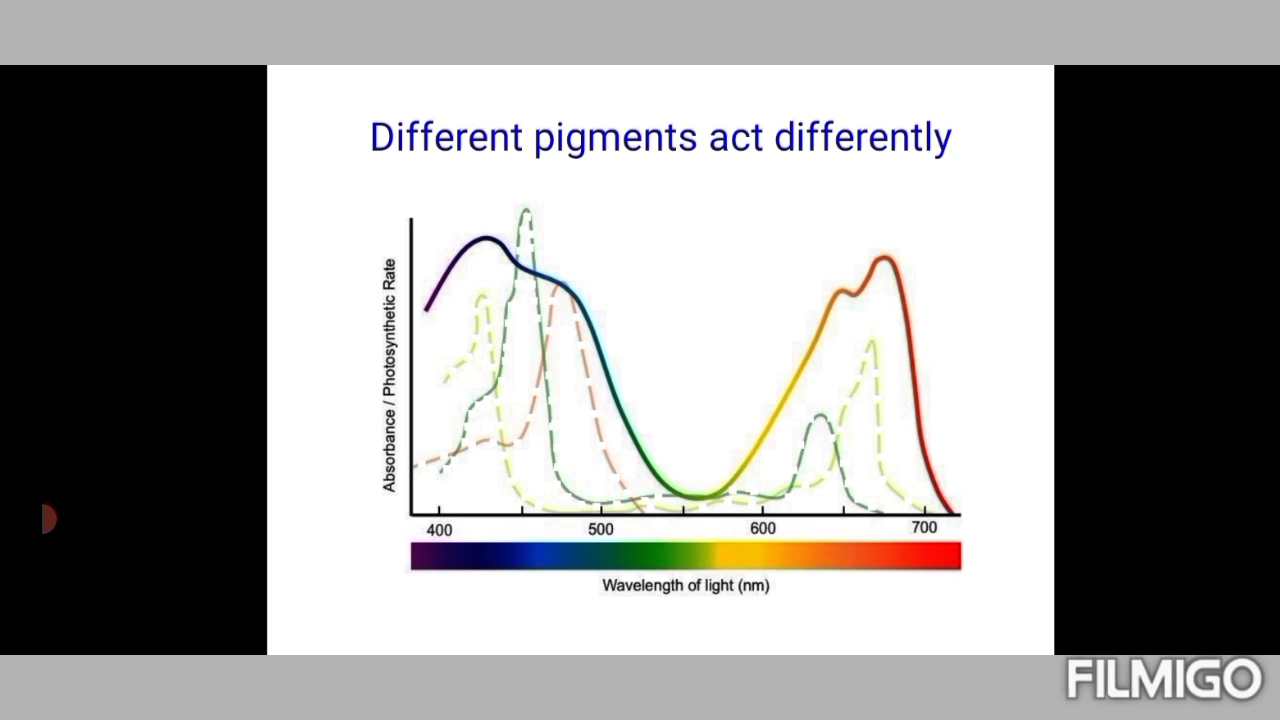 Different pigments act differently
Absorbance / Photosynthetic Rate
400 500 600 700
Wavelength of light (nm)
FILMIGO